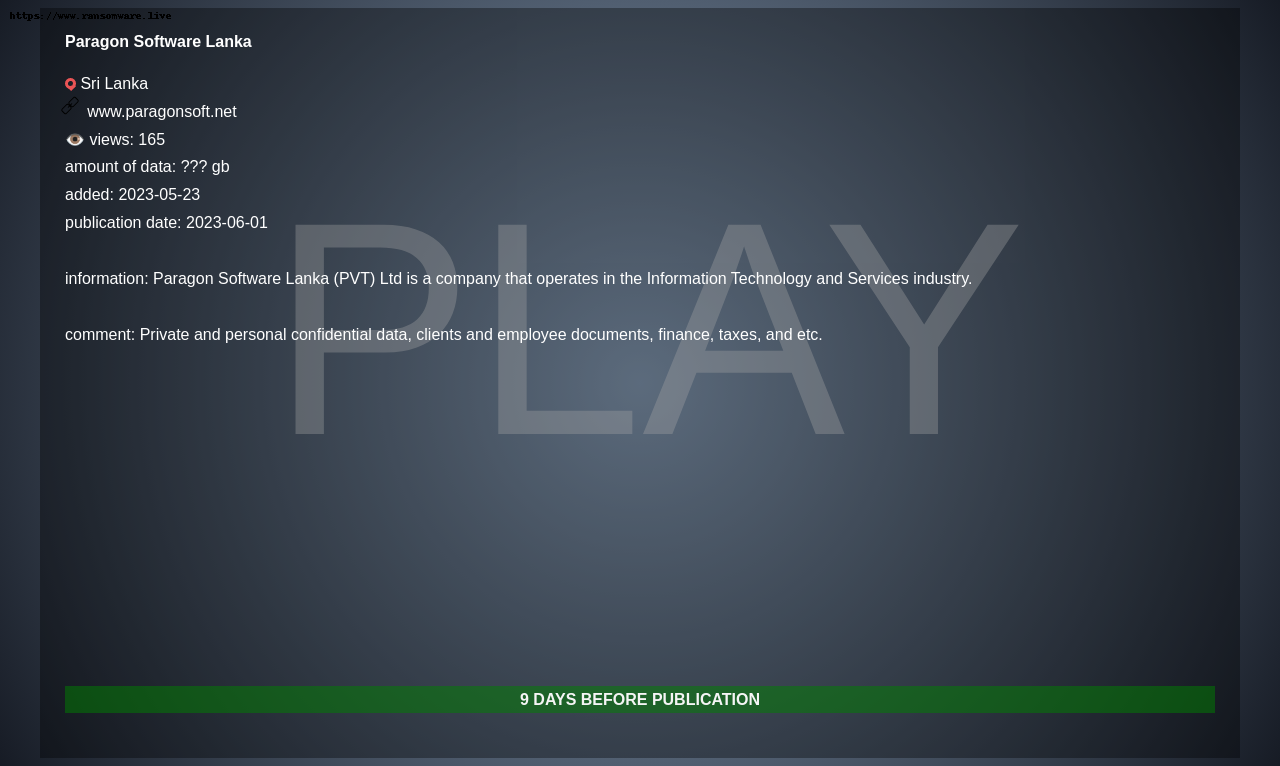 https://www.ransomware.live
Paragon Software Lanka
Sri Lanka
www.paragonsoft.net
views: 165
amount of data: ??? gb
added: 2023-05-23
publication date: 2023-06-01
PLAY
information: Paragon Software Lanka (PVT) Ltd is a company that operates in the Information Technology and Services industry.
comment: Private and personal confidential data, clients and employee documents, finance, taxes, and etc.
9 DAYS BEFORE PUBLICATION